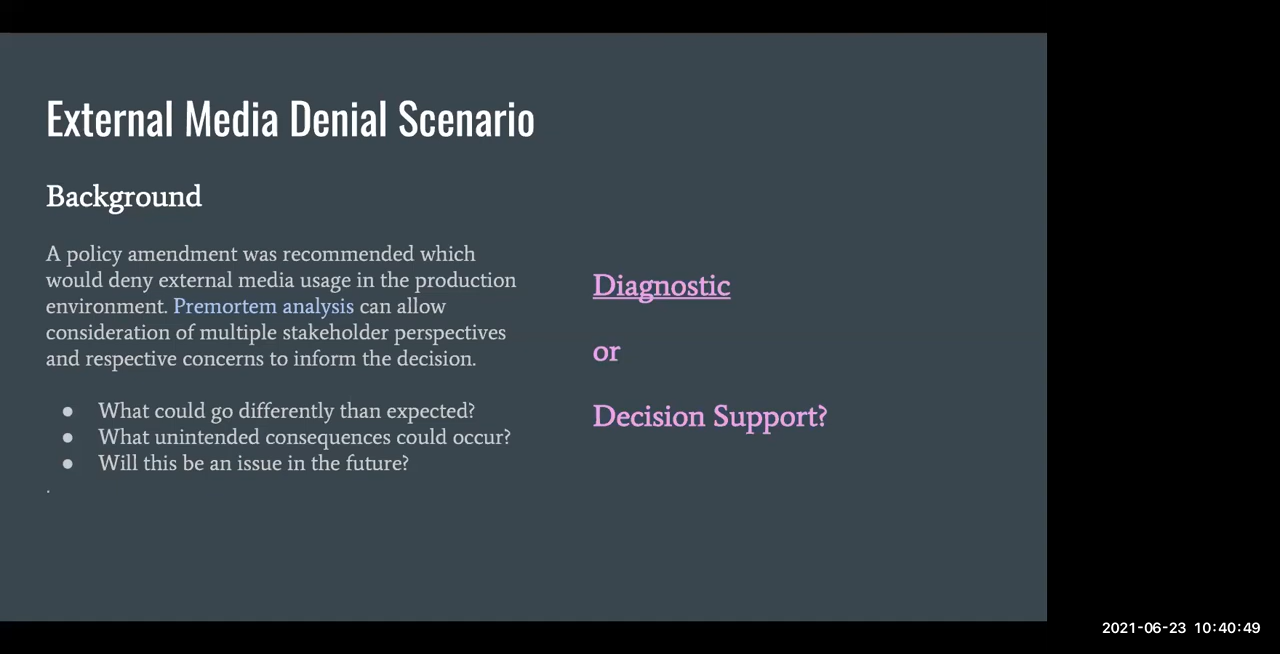 External Media Denial Scenario
Background
A policy amendment was recommended which
would deny external media usage in the production
environment. Premortem analysis can allow
consideration of multiple stakeholder perspectives
and respective concerns to inform the decision.
● What could go differently than expected?
● What unintended consequences could occur?
● Will this be an issue in the future?
.
Diagnostic
or
Decision Support?
2021-06-23 10:40:49